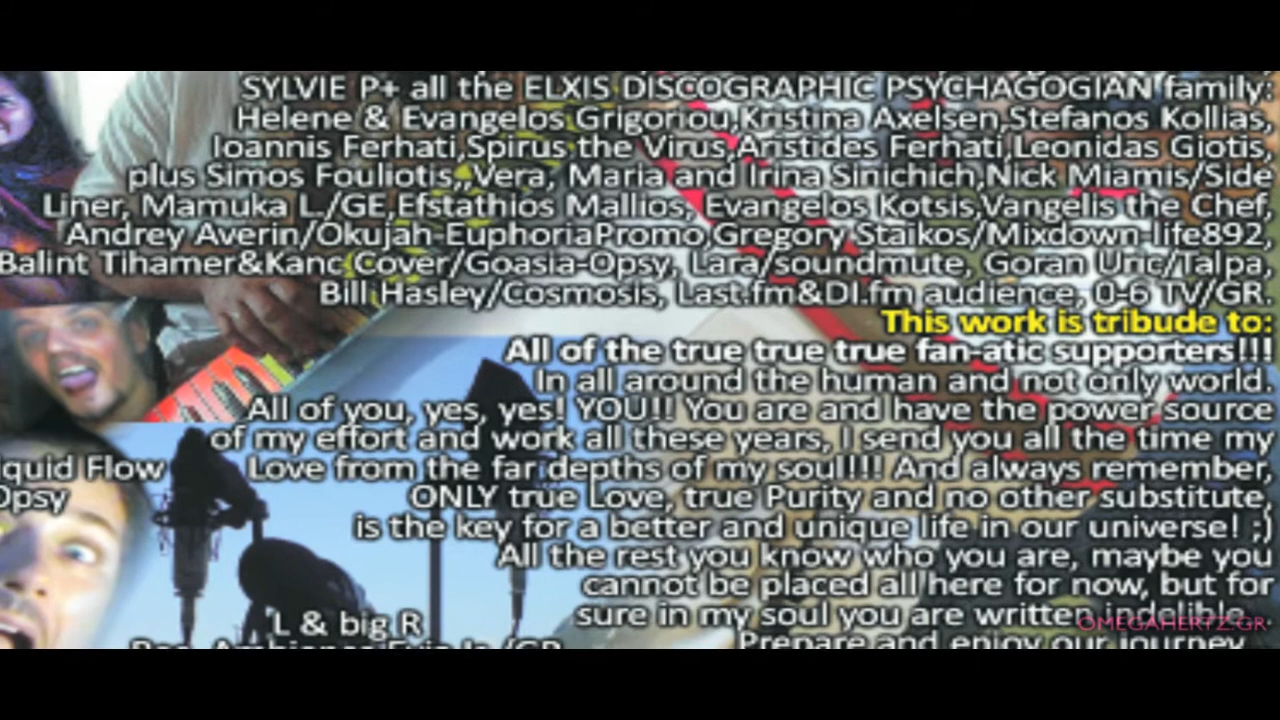 SYLVIE P+ all the ELXIS DISCOGRAPHIC PSYCHAGOGIAN family:
Helene & Evangelos Grigoriou,Kristina Axelsen,Stefanos Kollias,
Ioannis Ferhati,Spirus the Virus,Aristides Ferhati,Leonidas Giotis,
plus Simos Fouliotis,,Vera, Maria and Irina Sinichich,Nick Miamis/Side
Liner, Mamuka L./GE,Efstathios Mallios, Evangelos Kotsis,Vangelis the Chef,
Andrey Averin/Okujah-EuphoriaPromo,Gregory Staikos/Mixdown-life892,
Balint Tihamer&Kanc Cover/Goasia-Opsy, Lara/soundmute, Goran Uric/Talpa,
Bill Hasley/Cosmosis, Last.fm&DI.fm audience, 0-6 TV/GR.
This work is tribute to:
All of the true true true fan-atic supporters!!!
In all around the human and not only world.
All of you, yes, yes! YOU!! You are and have the power source
of my effort and work all these years, I send you all the time my
iquid Flow Love from the far depths of my soul!!! And always remember,
Opsy ONLY true Love, true Purity and no other substitute,
is the key for a better and unique life in our universe! ;)
All the rest you know who you are, maybe you
cannot be placed all here for now, but for
sure in my soul you are written indelible...
L & big R
OMEGAHERTZ.GR
Prepare and enjoy our journey